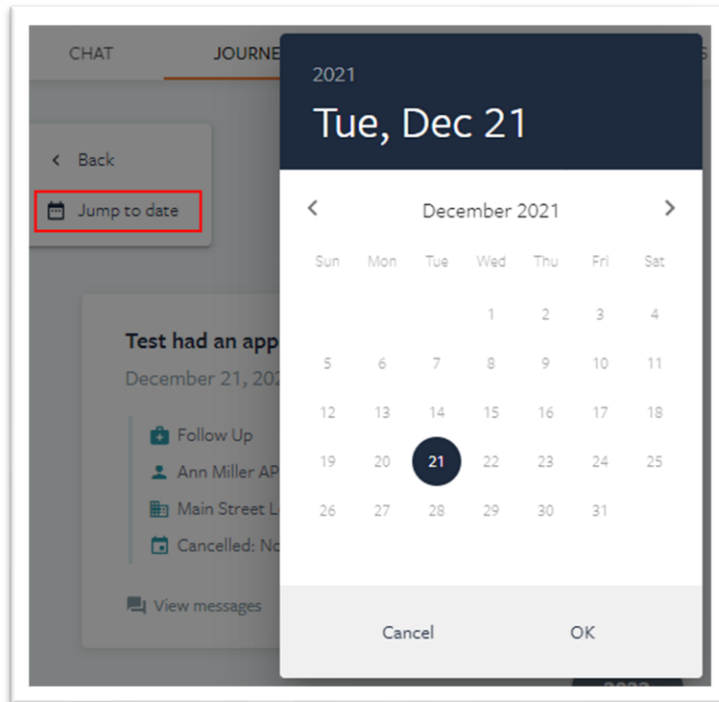 CHAT JOURNE S
2021
Tue, Dec 21
Back
Jump to date
December 2021
Sun Mon Tue Wed Thu Fri Sat
1 2 3 4
5 6 7 8 9 10 11
12 13 14 15 16 17 18
19 20 21 22 23 24 25
26 27 28 29 30 31
Test had an app
December 21, 202
Follow Up
Ann Miller AP
Main Street L
Cancelled: No
View messages
Cancel OK